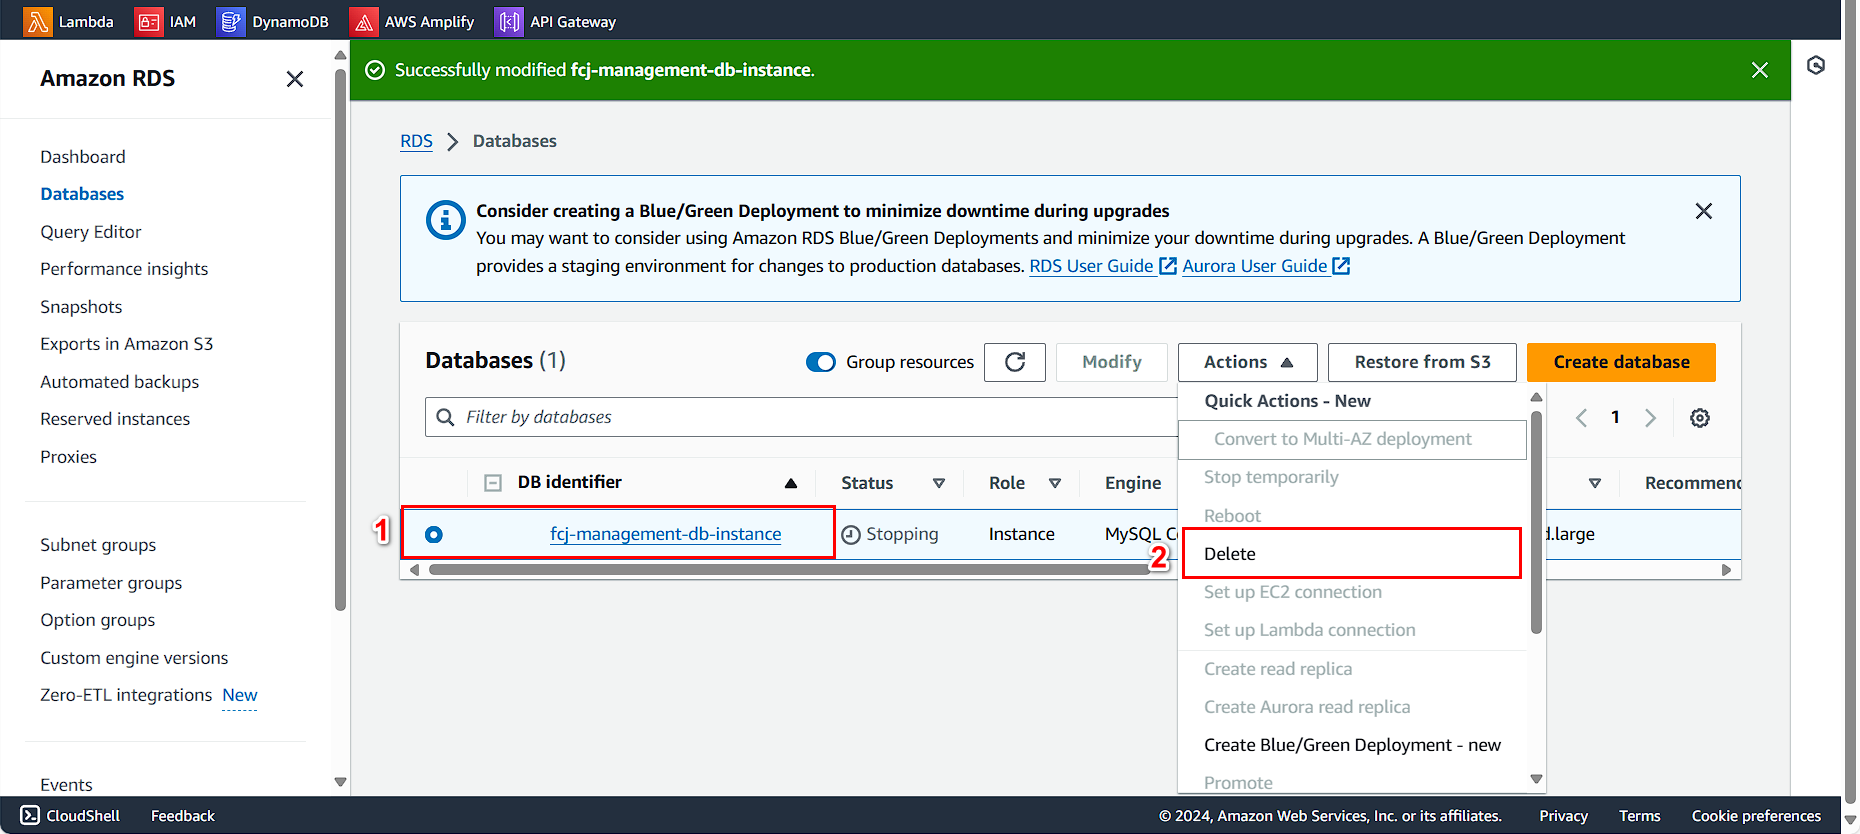 Lambda IAM DynamoDB AWS Amplify API Gateway
Amazon RDS
Dashboard
Databases
Query Editor
Performance insights
Snapshots
Exports in Amazon S3
Automated backups
Reserved instances
Proxies
Subnet groups
Parameter groups
Option groups
Custom engine versions
Zero-ETL integrations New
Events
Successfully modified fcj-management-db-instance.
RDS Databases
Consider creating a Blue/Green Deployment to minimize downtime during upgrades
You may want to consider using Amazon RDS Blue/Green Deployments and minimize your downtime during upgrades. A Blue/Green Deployment
provides a staging environment for changes to production databases. RDS User Guide Aurora User Guide
Databases (1) Group resources Modify Actions Restore from S3 Create database
Filter by databases 1
DB identifier Status Role Engine Recommend
1 fcj-management-db-instance Stopping Instance MySQL C d.large
Quick Actions - New
Convert to Multi-AZ deployment
Stop temporarily
Reboot
2 Delete
Set up EC2 connection
Set up Lambda connection
Create read replica
Create Aurora read replica
Create Blue/Green Deployment - new
Promote
CloudShell Feedback © 2024, Amazon Web Services, Inc. or its affiliates. Privacy Terms Cookie preferences